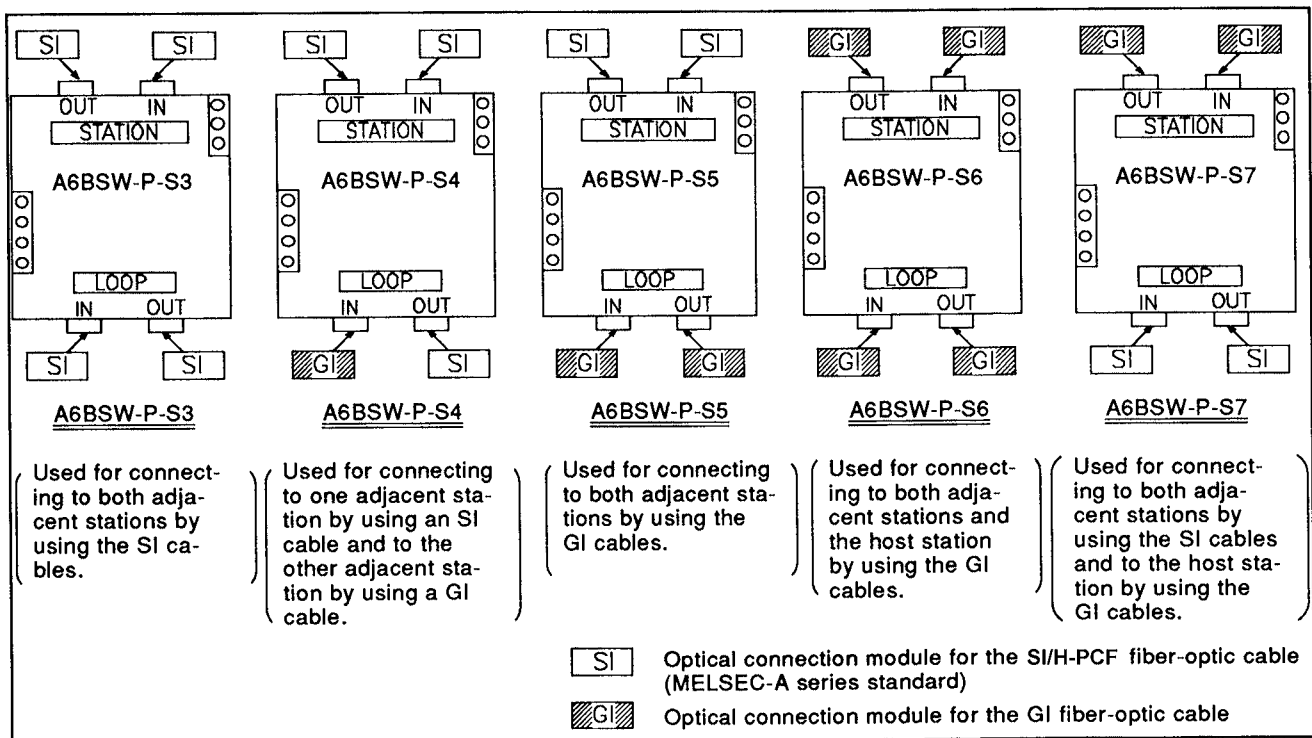 SI SI SI SI SI SI GI GI GI GI
OUT IN OUT IN OUT IN OUT IN OUT IN
STATION STATION STATION STATION STATION
A6BSW-P-S3 A6BSW-P-S4 A6BSW-P-S5 A6BSW-P-S6 A6BSW-P-S7
LOOP LOOP LOOP LOOP LOOP
IN OUT IN OUT IN OUT IN OUT IN OUT
SI SI GI SI GI GI GI GI SI SI
A6BSW-P-S3 A6BSW-P-S4 A6BSW-P-S5 A6BSW-P-S6 A6BSW-P-S7
Used for connect-
ing to both adja-
cent stations by
using the SI ca-
bles.
Used for connecting
to one adjacent sta-
tion by using an SI
cable and to the
other adjacent sta-
tion by using a GI
cable.
Used for connecting
to both adjacent sta-
tions by using the
GI cables.
Used for connect-
ing to both adja-
cent stations and
the host station
by using the GI
cables.
Used for connect-
ing to both adja-
cent stations by
using the SI cables
and to the host sta-
tion by using the
GI cables.
SI Optical connection module for the SI/H-PCF fiber-optic cable
(MELSEC-A series standard)
GI Optical connection module for the GI fiber-optic cable